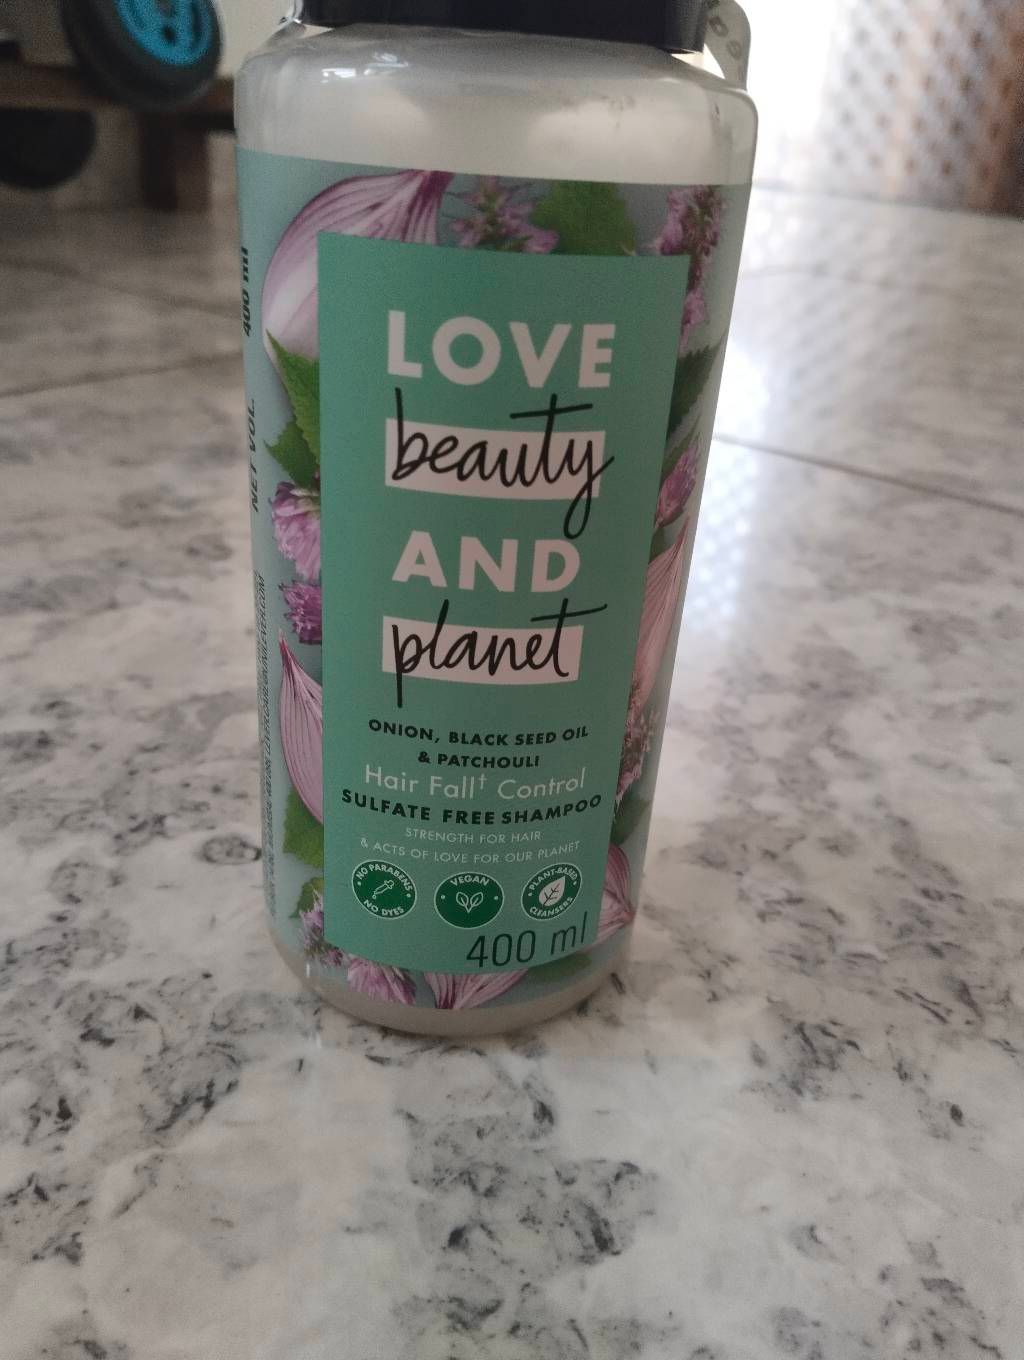 LOVE
beauty
AND
planet
ONION, BLACK SEED OIL
& PATCHOULI
Hair Fall† Control
SULFATE FREE SHAMPOO
STRENGTH FOR HAIR
& ACTS OF LOVE FOR OUR PLANET
NO PARABENS
NO DYES
VEGAN
PLANT-BASED
CLEANSERS
400 ml
NET VOL. 400 ml